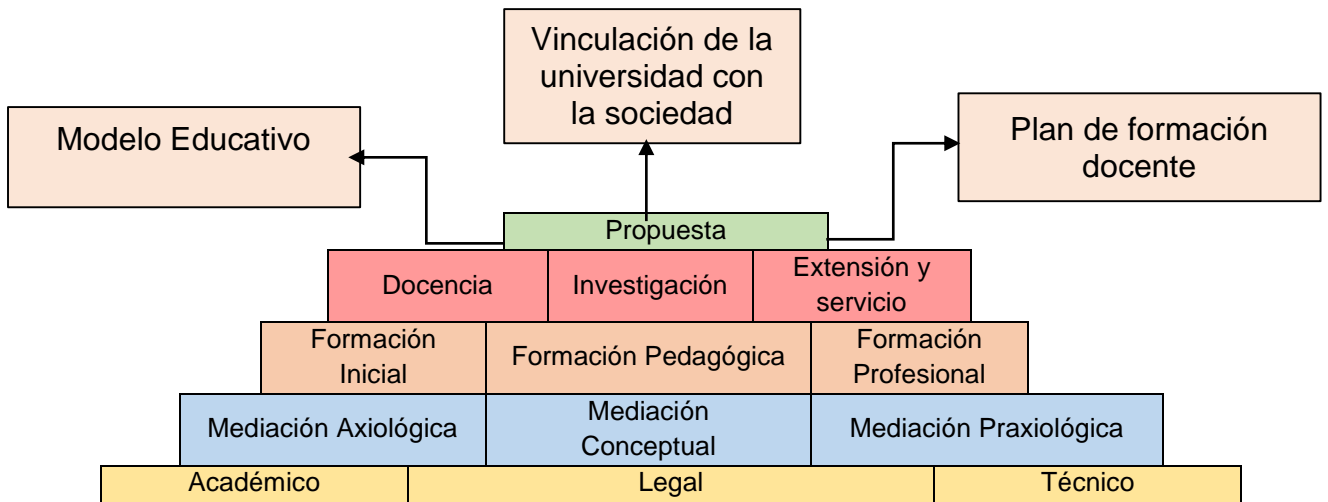 Vinculación de la
universidad con
la sociedad
Modelo Educativo
Plan de formación
docente
Propuesta
Docencia
Investigación
Extensión y
servicio
Formación
Inicial
Formación Pedagógica
Formación
Profesional
Mediación Axiológica
Mediación
Conceptual
Mediación Praxiológica
Académico
Legal
Técnico